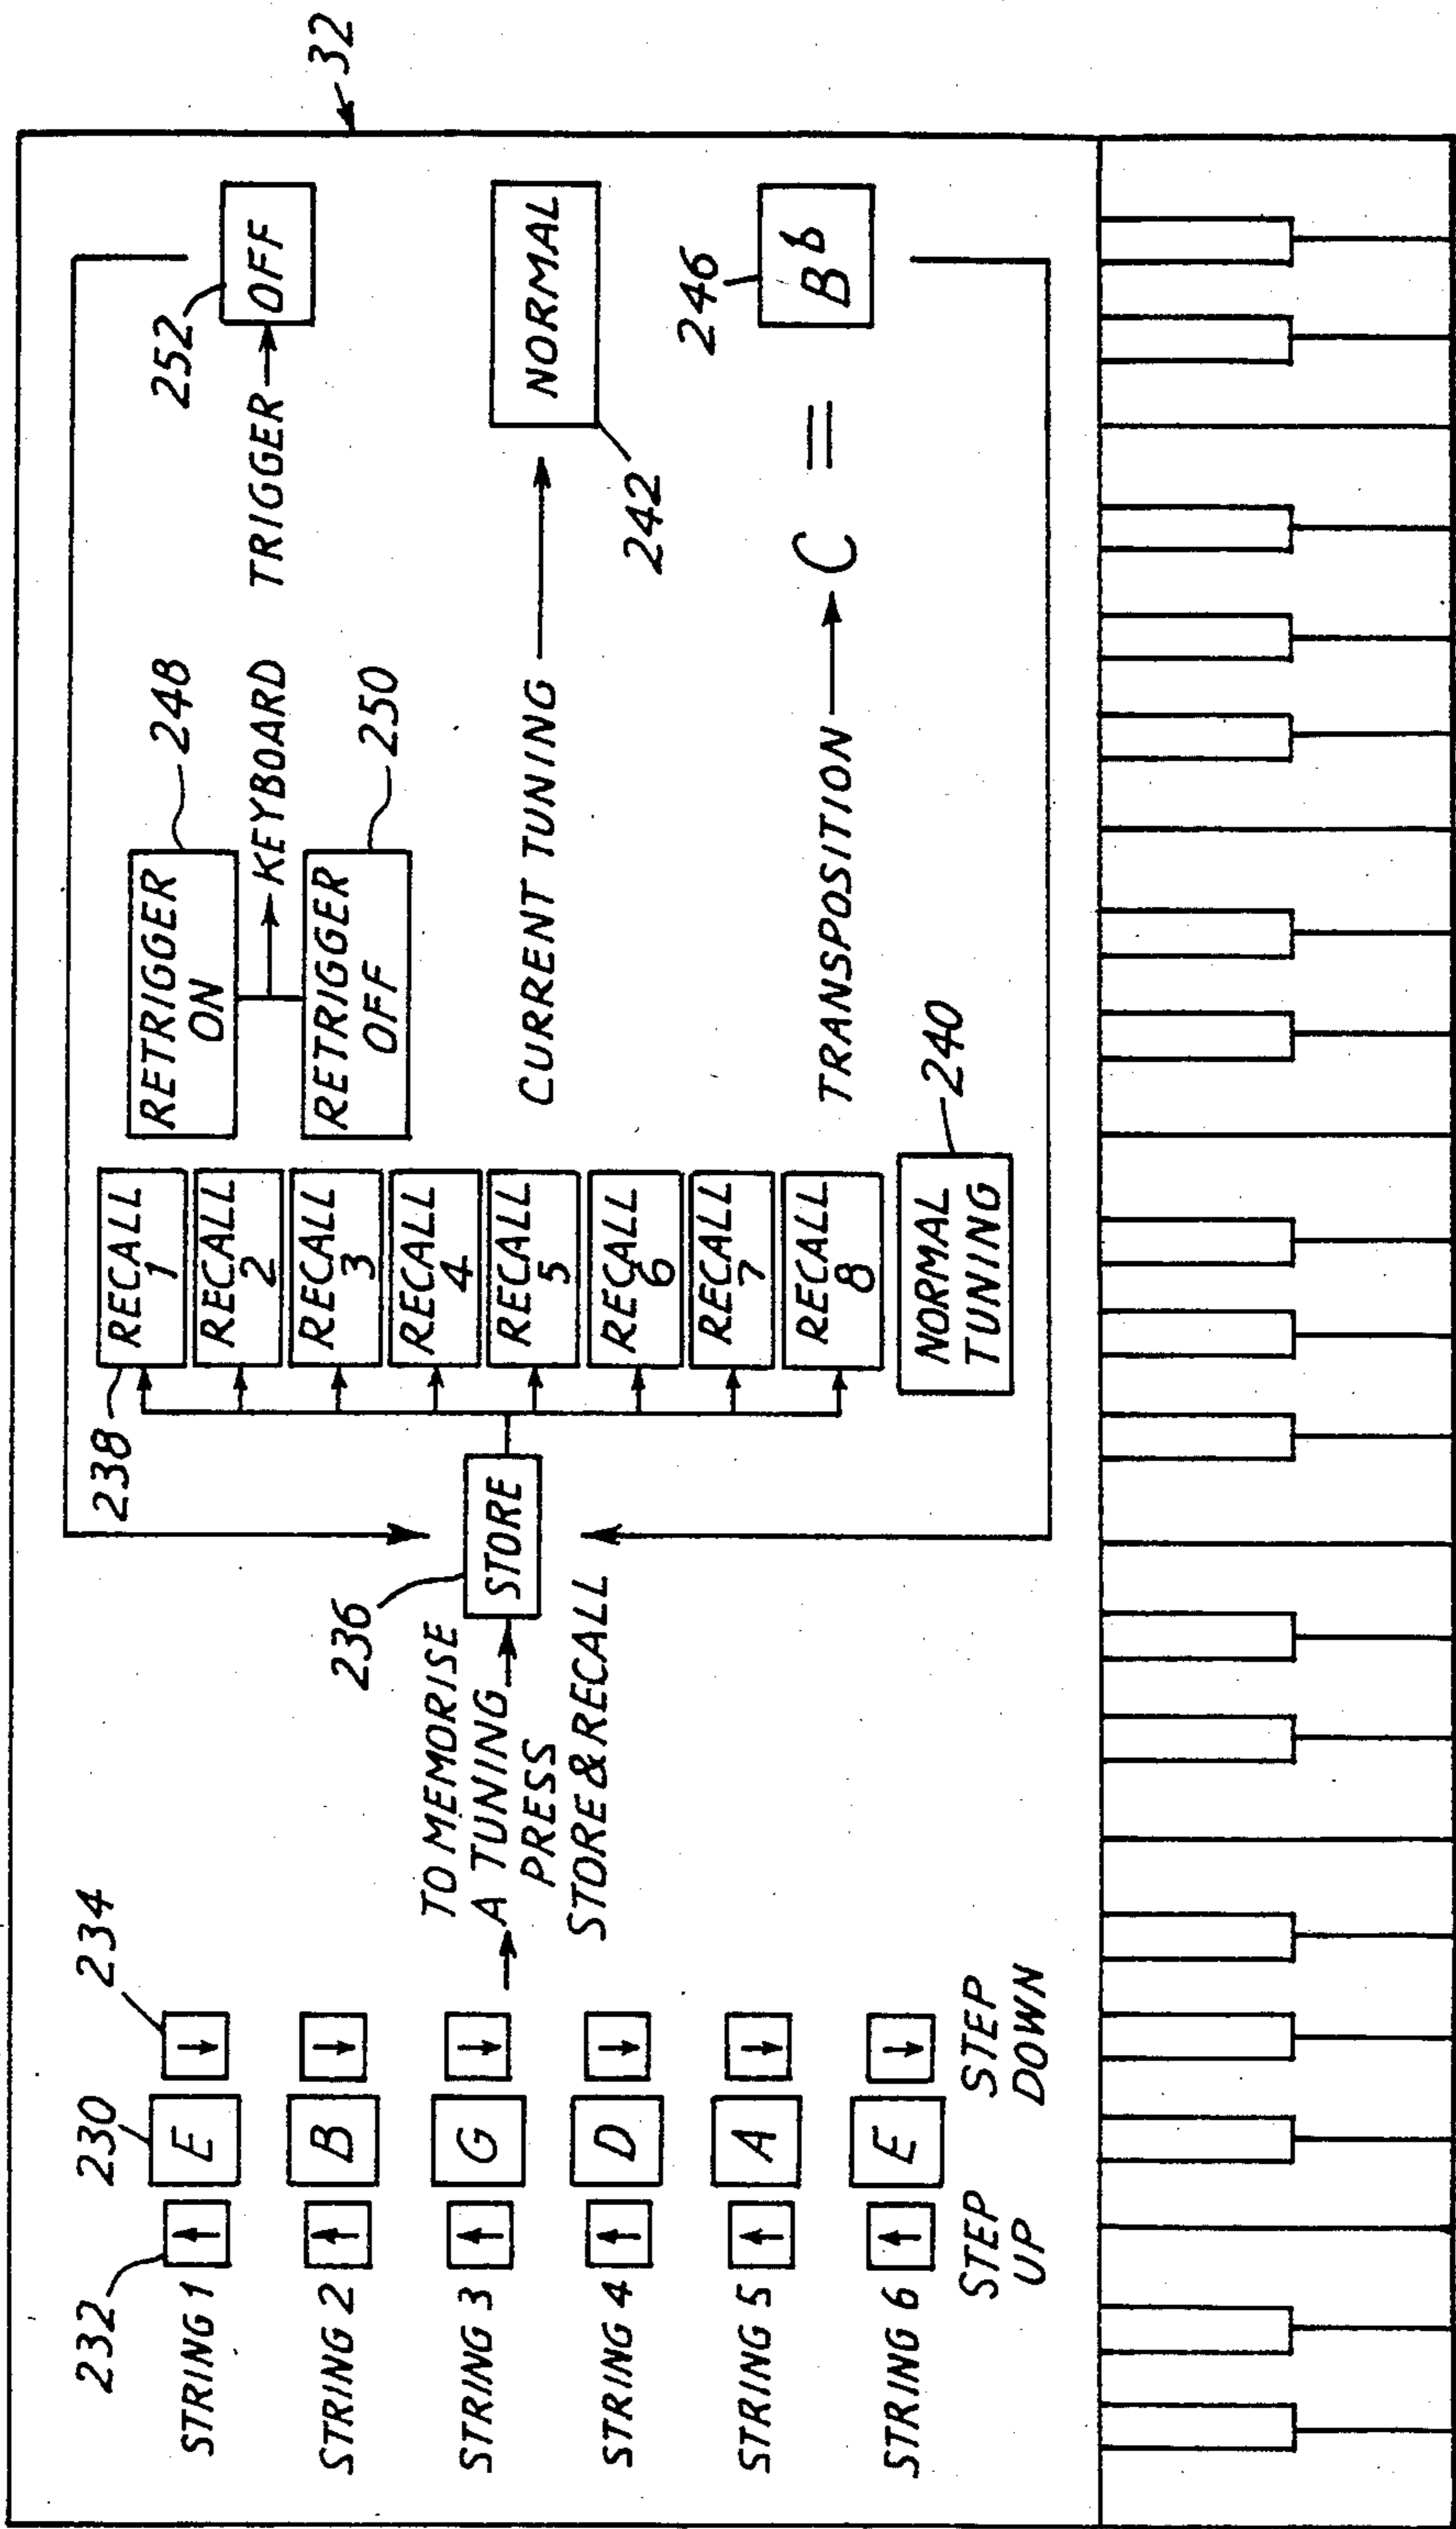 32
232
230
234
STRING 1
↑
E
↓
STRING 2
↑
B
↓
STRING 3
↑
G
↓
STRING 4
↑
D
↓
STRING 5
↑
A
↓
STRING 6
↑
E
↓
STEP
UP
STEP
DOWN
TO MEMORISE
A TUNING
PRESS
STORE & RECALL
236
STORE
238
RECALL
1
RECALL
2
RECALL
3
RECALL
4
RECALL
5
RECALL
6
RECALL
7
RECALL
8
NORMAL
TUNING
240
RETRIGGER
ON
248
KEYBOARD TRIGGER
252
OFF
RETRIGGER
OFF
250
CURRENT TUNING
NORMAL
242
TRANSPOSITION
C =
246
B♭